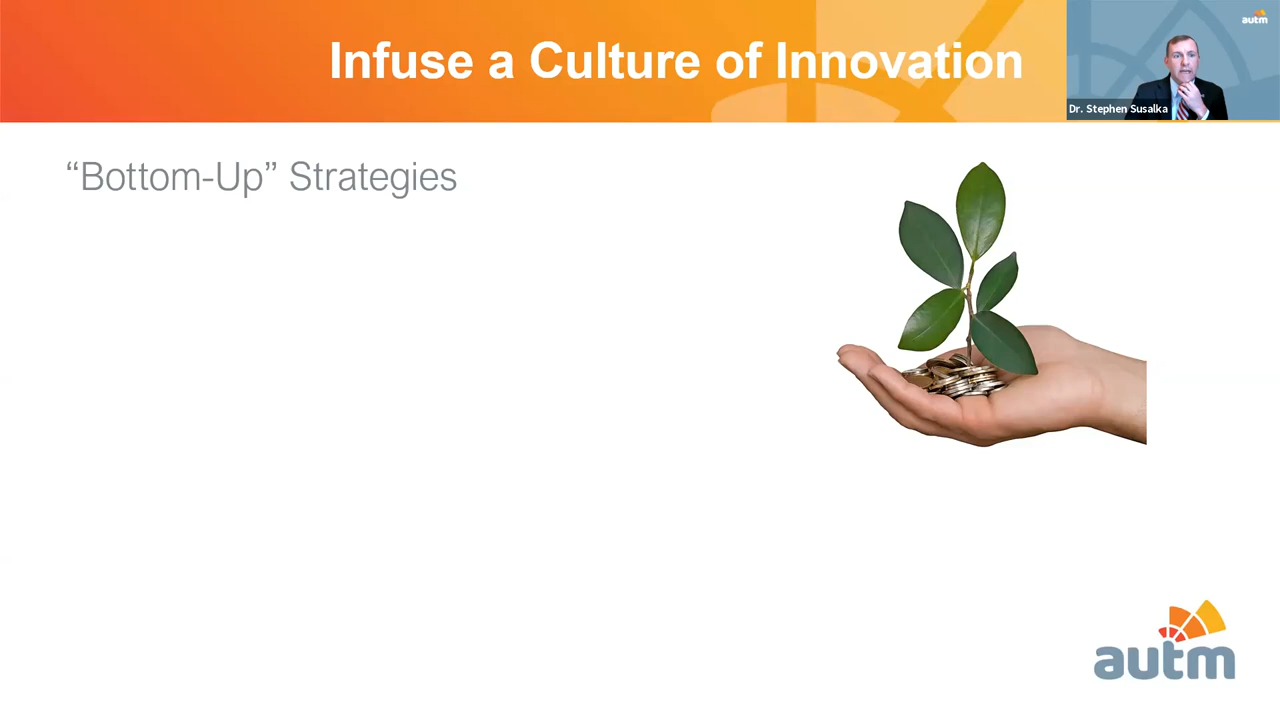 Infuse a Culture of Innovation
autm
Dr. Stephen Susalka
“Bottom-Up” Strategies
autm